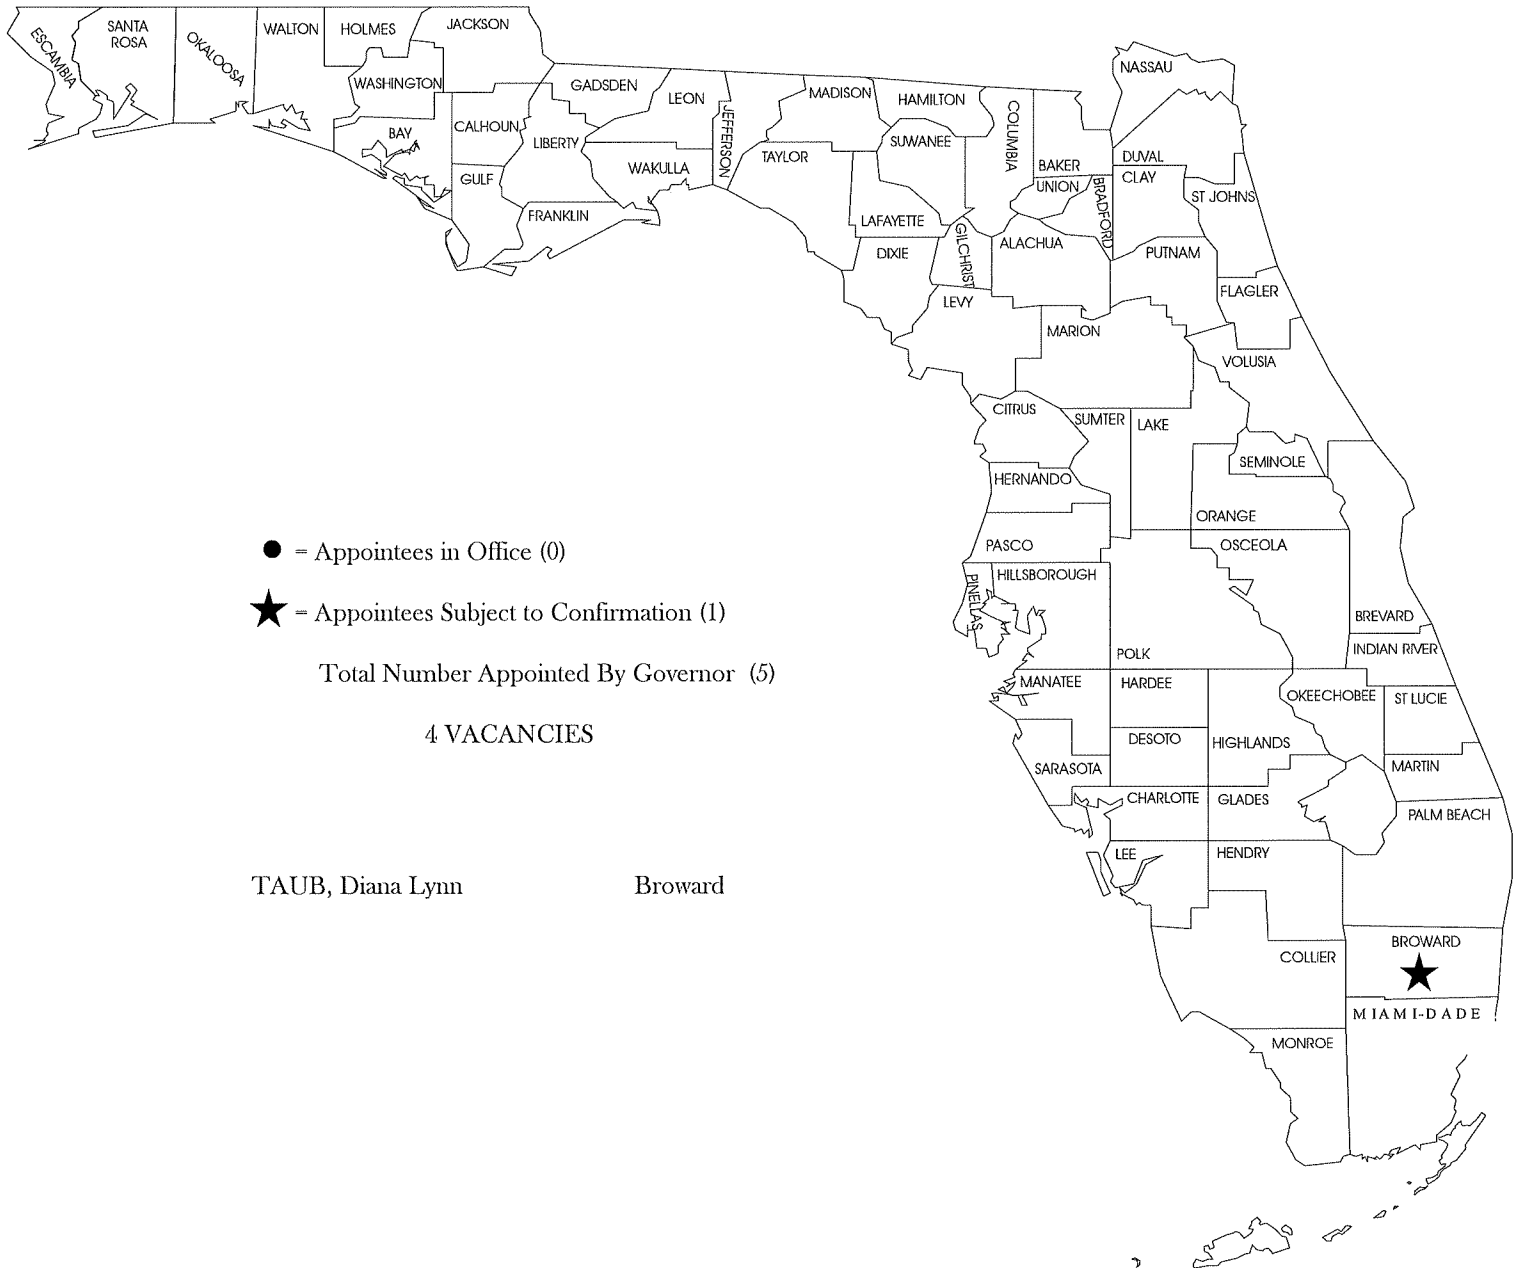 ESCAMBIA
SANTA
ROSA
OKALOOSA
WALTON
HOLMES
JACKSON
WASHINGTON
BAY
CALHOUN
GULF
GADSDEN
LIBERTY
FRANKLIN
LEON
WAKULLA
JEFFERSON
TAYLOR
MADISON
HAMILTON
SUWANEE
LAFAYETTE
DIXIE
COLUMBIA
GILCHRIST
LEVY
ALACHUA
UNION
BAKER
BRADFORD
NASSAU
DUVAL
CLAY
ST JOHNS
PUTNAM
FLAGLER
MARION
VOLUSIA
CITRUS
SUMTER
LAKE
SEMINOLE
HERNANDO
ORANGE
PASCO
OSCEOLA
HILLSBOROUGH
PINELLAS
POLK
BREVARD
INDIAN RIVER
MANATEE
HARDEE
OKEECHOBEE
ST LUCIE
DESOTO
HIGHLANDS
SARASOTA
MARTIN
CHARLOTTE
GLADES
PALM BEACH
LEE
HENDRY
BROWARD
COLLIER
MIAMI-DADE
MONROE
= Appointees in Office (0)
= Appointees Subject to Confirmation (1)
Total Number Appointed By Governor (5)
4 VACANCIES
TAUB, Diana Lynn Broward